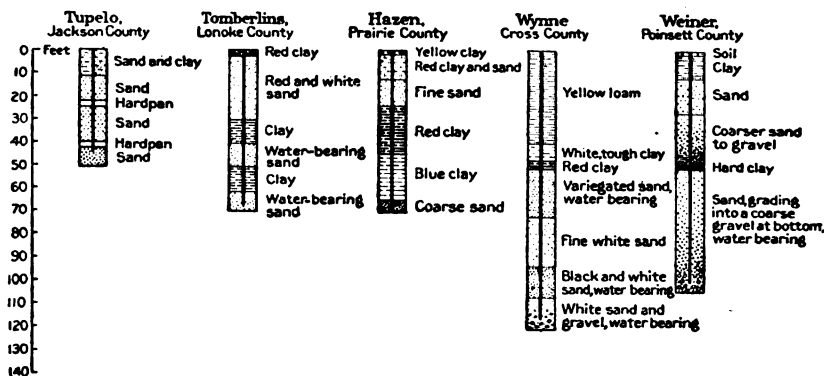 Tupelo,
Jackson County
Tomberlins,
Lonoke County
Hazen,
Prairie County
Wynne
Cross County
Weiner,
Poinsett County
0 Feet
10
20
30
40
50
60
70
80
90
100
110
120
130
140
Sand and clay
Sand
Hardpan
Sand
Hardpan
Sand
Red clay
Red and white
sand
Clay
Water-bearing
sand
Clay
Water-bearing
sand
Yellow clay
Red clay and sand
Fine sand
Red clay
Blue clay
Coarse sand
Yellow loam
White, tough clay
Red clay
Variegated sand,
water bearing
Fine white sand
Black and white
sand, water bearing
White sand and
gravel, water bearing
Soil
Clay
Sand
Coarser sand
to gravel
Hard clay
Sand, grading
into a coarse
gravel at bottom,
water bearing